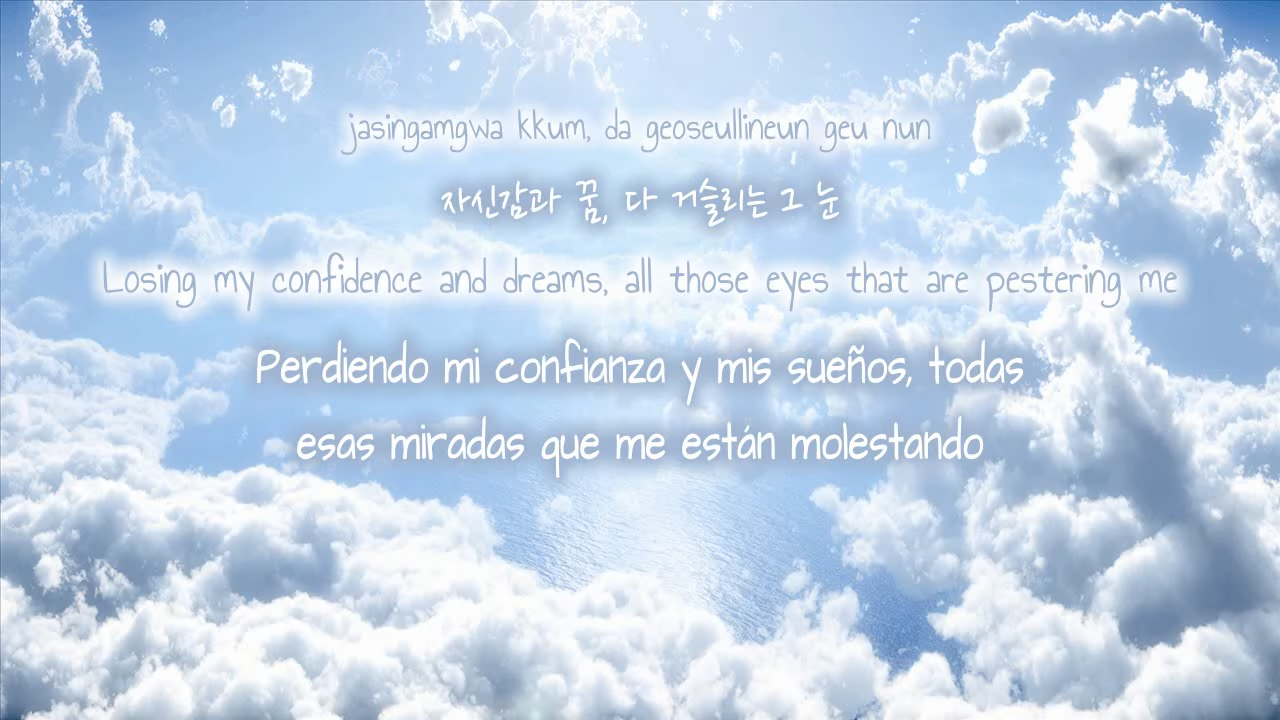 jasingamgwa kkum, da geoseullineun geu nun
자신감과 꿈, 다 거슬리는 그 눈
Losing my confidence and dreams, all those eyes that are pestering me
Perdiendo mi confianza y mis sueños, todas
esas miradas que me están molestando